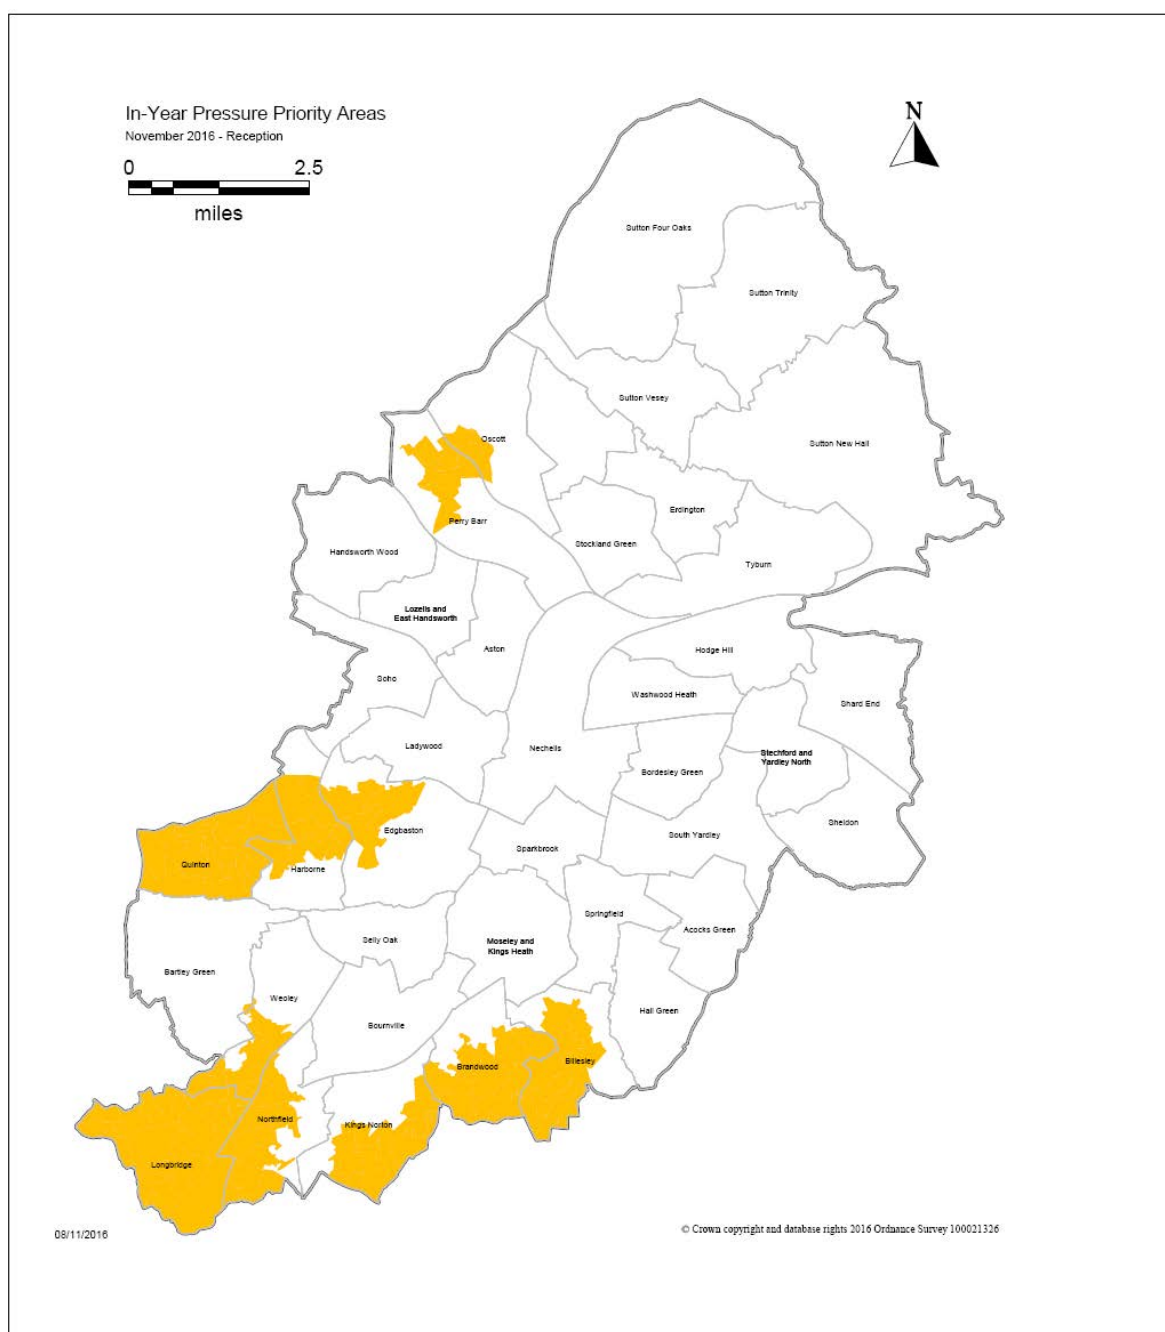 In-Year Pressure Priority Areas
November 2016 - Reception
0 2.5
miles
N
Sutton Four Oaks
Sutton Trinity
Sutton Vesey
Sutton New Hall
Oscott
Erdington
Perry Barr
Stockland Green
Handsworth Wood
Tyburn
Lozells and
East Handsworth
Aston
Hodge Hill
Soho
Washwood Heath
Shard End
Ladywood
Nechells
Stechford and
Yardley North
Bordesley Green
Sheldon
Edgbaston
South Yardley
Sparkbrook
Quinton
Harborne
Springfield
Acocks Green
Selly Oak
Moseley and
Kings Heath
Bartley Green
Weoley
Hall Green
Bournville
Billesley
Brandwood
Northfield
Kings Norton
Longbridge
08/11/2016
© Crown copyright and database rights 2016 Ordnance Survey 100021326